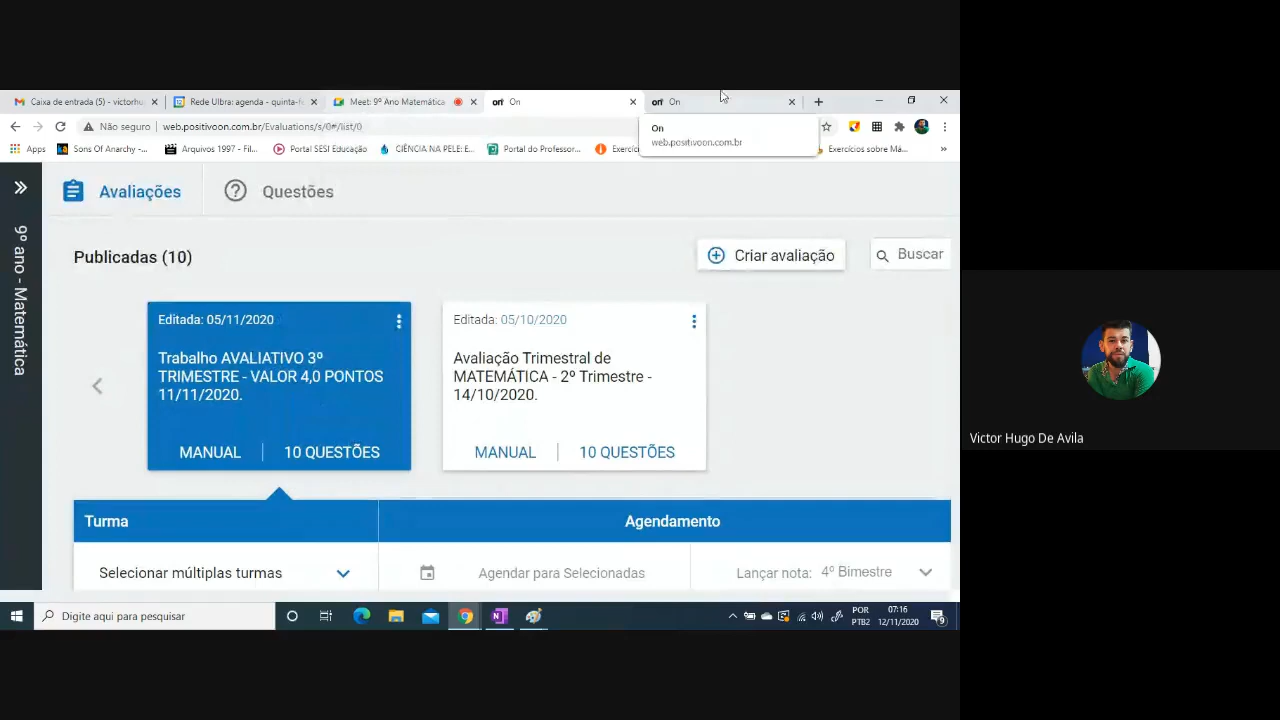 Caixa de entrada (5) - victorhu
Rede Ulbra: agenda - quinta-fe
Meet: 9º Ano Matemática
on
On
on
On
Não seguro
web.positivoon.com.br/Evaluations/s/0#/list/0
On
web.positivoon.com.br
Apps
Sons Of Anarchy -...
Arquivos 1997 - Fil...
Portal SESI Educação
CIÊNCIA NA PELE: E...
Portal do Professor...
Exercíc
Exercícios sobre Ma...
Avaliações
Questões
9º ano - Matemática
Publicadas (10)
Criar avaliação
Buscar
Editada: 05/11/2020
Trabalho AVALIATIVO 3º
TRIMESTRE - VALOR 4,0 PONTOS
11/11/2020.
MANUAL
10 QUESTÕES
Editada: 05/10/2020
Avaliação Trimestral de
MATEMÁTICA - 2º Trimestre -
14/10/2020.
MANUAL
10 QUESTÕES
Turma
Agendamento
Selecionar múltiplas turmas
Agendar para Selecionadas
Lançar nota:
4º Bimestre
Victor Hugo De Avila
Digite aqui para pesquisar
POR
PTB2
07:16
12/11/2020
9